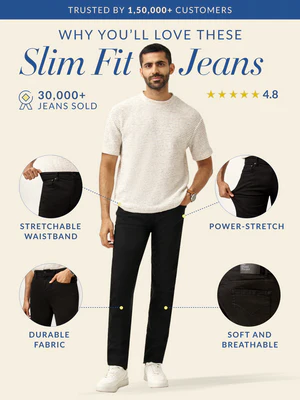 TRUSTED BY 1,50,000+ CUSTOMERS
WHY YOU'LL LOVE THESE
Slim Fit Jeans
30,000+
JEANS SOLD
★★★★★ 4.8
STRETCHABLE
WAISTBAND
POWER-STRETCH
DURABLE
FABRIC
SOFT AND
BREATHABLE